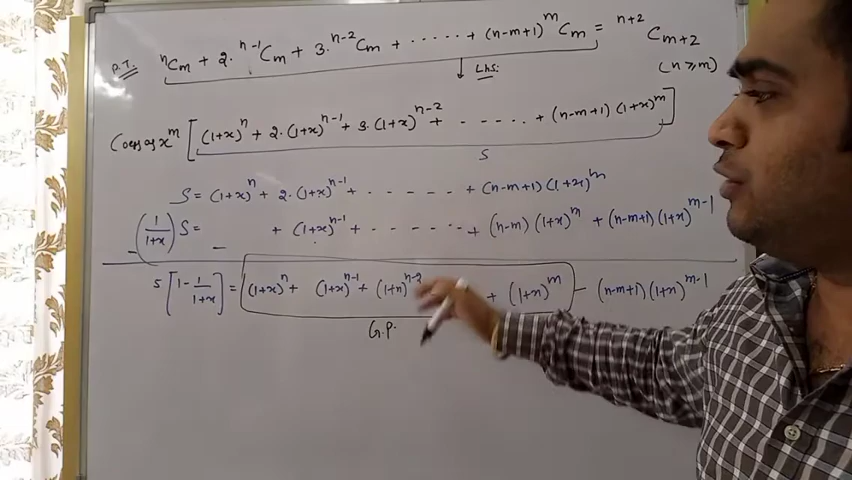 P.T. ⁿCₘ + 2· ⁿ⁻¹Cₘ + 3· ⁿ⁻²Cₘ + ······ + (n-m+1) ᵐCₘ = ⁿ⁺²Cₘ₊₂
↓ Lhs: (n ≥ m)
Coeff of xᵐ [(1+x)ⁿ + 2·(1+x)ⁿ⁻¹ + 3·(1+x)ⁿ⁻² + ······ + (n-m+1) (1+x)ᵐ]
S
S = (1+x)ⁿ + 2·(1+x)ⁿ⁻¹ + ······ + (n-m+1)(1+x)ᵐ
(1/(1+x)) S = + (1+x)ⁿ⁻¹ + ······ + (n-m)(1+x)ᵐ + (n-m+1)(1+x)ᵐ⁻¹
S[1 - 1/(1+x)] = (1+x)ⁿ + (1+x)ⁿ⁻¹ + (1+x)ⁿ⁻² + (1+x)ᵐ - (n-m+1)(1+x)ᵐ⁻¹
G.P.